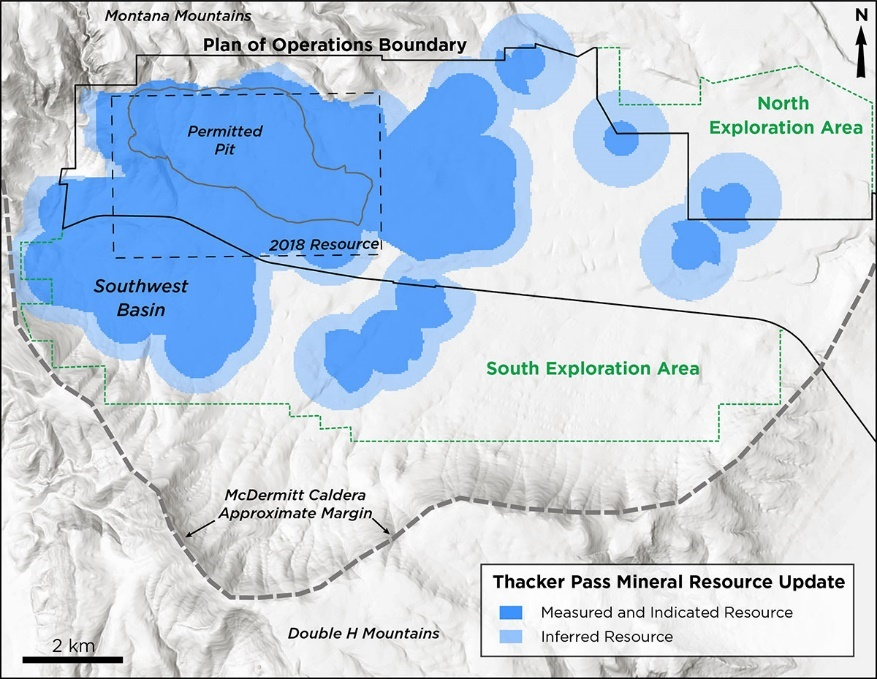 Montana Mountains
N
Plan of Operations Boundary
North
Exploration Area
Permitted
Pit
2018 Resource
Southwest
Basin
South Exploration Area
McDermitt Caldera
Approximate Margin
Thacker Pass Mineral Resource Update
Measured and Indicated Resource
Inferred Resource
Double H Mountains
2 km